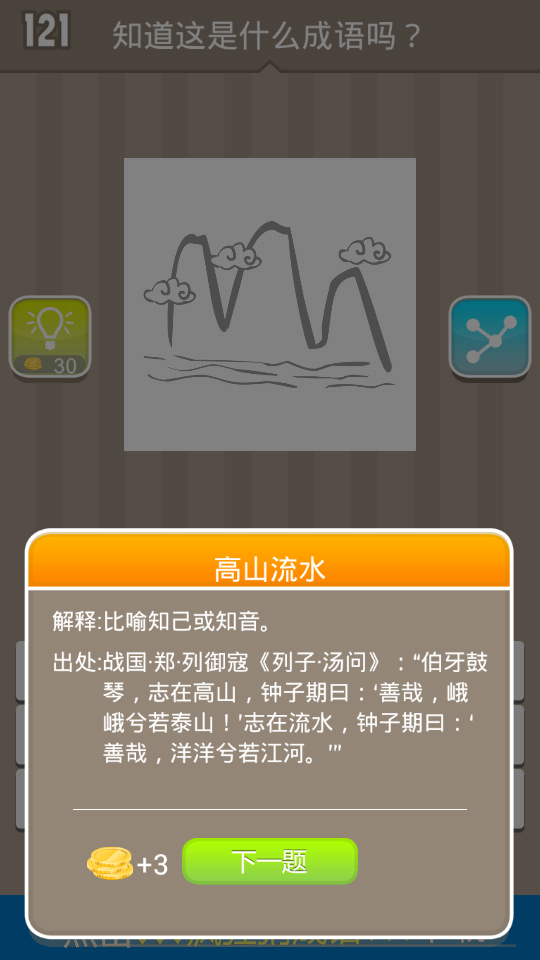 121
知道这是什么成语吗？
30
高山流水
解释:比喻知己或知音。
出处:战国·郑·列御寇《列子·汤问》：“伯牙鼓
琴，志在高山，钟子期曰：‘善哉，峨
峨兮若泰山！’志在流水，钟子期曰：‘
善哉，洋洋兮若江河。’”
+3
下一题